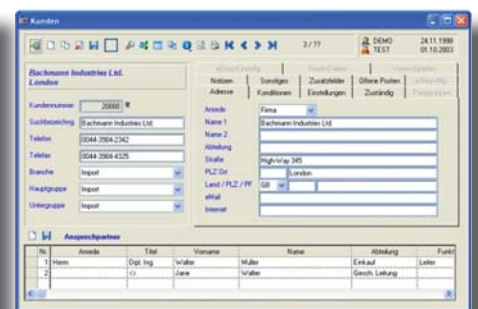 Kunden
3 / ??
DEMO
TEST
24.11.1999
01.10.2003
Bachmann Industries Ltd.
London
Notizen Sonstiges Zusatzfelder Offene Posten
Adresse Konditionen Einstellungen Zuständig
Kundennummer 20000
Suchbezeichng. Bachmann Industries Ltd.
Telefon 0044-3984-2342
Telefax 0044-3984-4325
Branche Import
Hauptgruppe Import
Untergruppe Import
Anrede Firma
Name 1 Bachmann Industries Ltd.
Name 2
Abteilung
Straße High-Way 345
PLZ Ort London
Land / PLZ / PF GB
eMail
Internet
Ansprechpartner
Nr. Anrede Titel Vorname Name Abteilung Funkt
1 Herrn Dipl. Ing. Walter Müller Einkauf Leiter
2 <> Jane Walter Gesch. Leitung